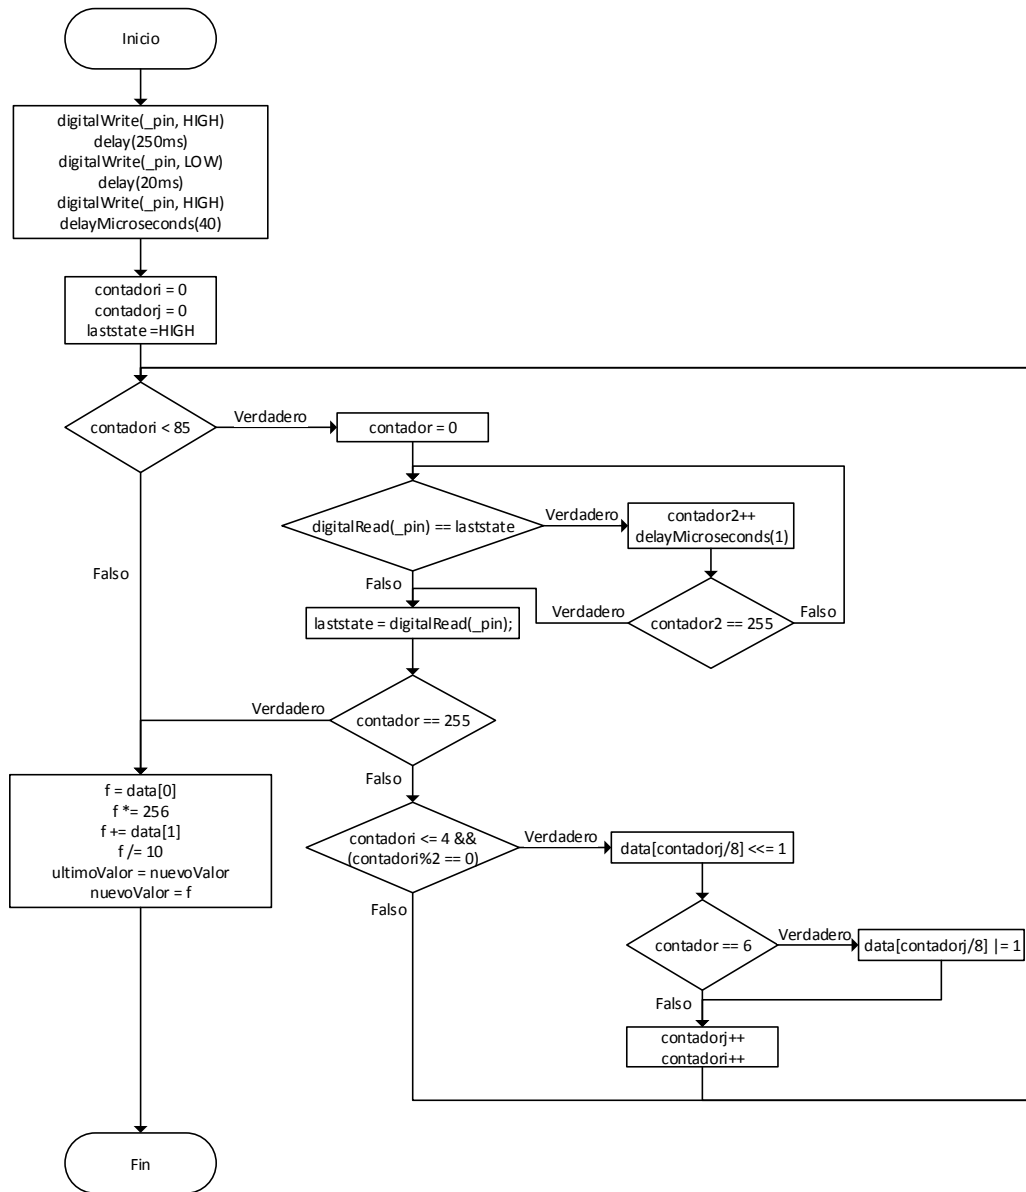 Inicio
digitalWrite(_pin, HIGH)
delay(250ms)
digitalWrite(_pin, LOW)
delay(20ms)
digitalWrite(_pin, HIGH)
delayMicroseconds(40)
contadori = 0
contadorj = 0
laststate =HIGH
contadori < 85
Verdadero
contador = 0
digitalRead(_pin) == laststate
Verdadero
contador2++
delayMicroseconds(1)
Falso
Falso
contador2 == 255
Verdadero
Falso
laststate = digitalRead(_pin);
contador == 255
Verdadero
Falso
f = data[0]
f *= 256
f += data[1]
f /= 10
ultimoValor = nuevoValor
nuevoValor = f
contadori <= 4 &&
(contadori%2 == 0)
Verdadero
data[contadorj/8] <<= 1
Falso
contador == 6
Verdadero
data[contadorj/8] |= 1
Falso
contadorj++
contadori++
Fin